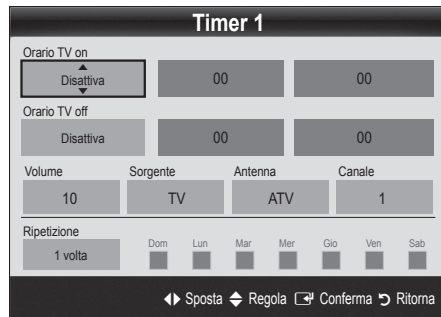 Timer 1
Orario TV on
Disattiva 00 00
Orario TV off
Disattiva 00 00
Volume Sorgente Antenna Canale
10 TV ATV 1
Ripetizione
1 volta Dom Lun Mar Mer Gio Ven Sab
Sposta Regola Conferma Ritorna